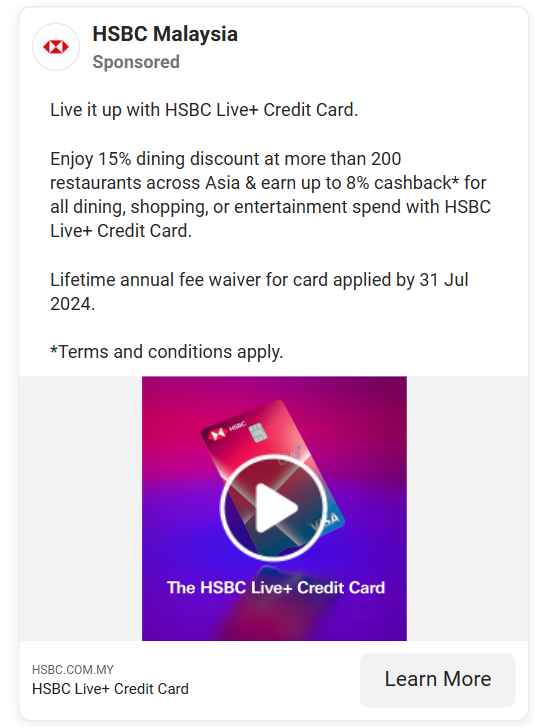 HSBC Malaysia
Sponsored
Live it up with HSBC Live+ Credit Card.
Enjoy 15% dining discount at more than 200
restaurants across Asia & earn up to 8% cashback* for
all dining, shopping, or entertainment spend with HSBC
Live+ Credit Card.
Lifetime annual fee waiver for card applied by 31 Jul
2024.
*Terms and conditions apply.
HSBC
VISA
The HSBC Live+ Credit Card
HSBC.COM.MY
HSBC Live+ Credit Card
Learn More